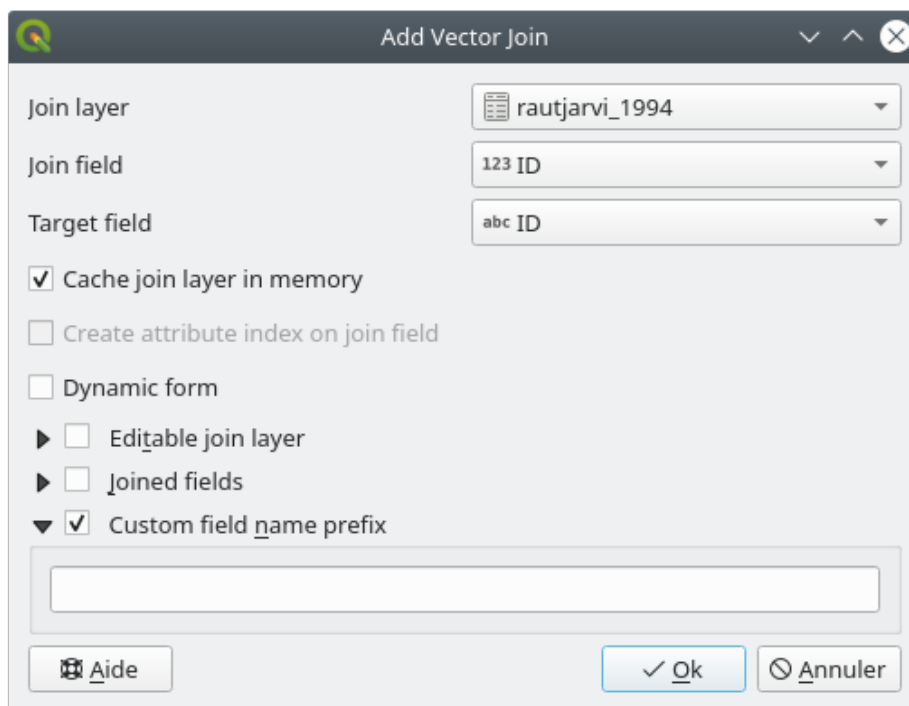 Add Vector Join
Join layer rautjarvi_1994
Join field 123 ID
Target field abc ID
Cache join layer in memory
Create attribute index on join field
Dynamic form
Editable join layer
Joined fields
Custom field name prefix
Aide Ok Annuler